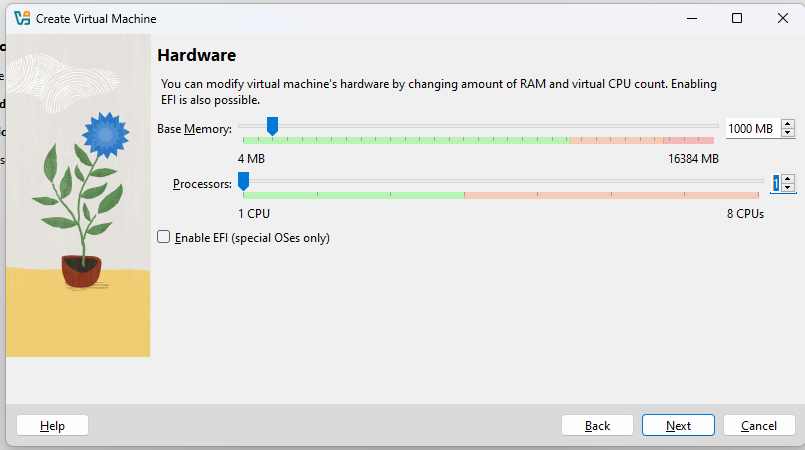 Create Virtual Machine
Hardware
You can modify virtual machine's hardware by changing amount of RAM and virtual CPU count. Enabling
EFI is also possible.
Base Memory:
1000 MB
4 MB
16384 MB
Processors:
1
1 CPU
8 CPUs
Enable EFI (special OSes only)
Help
Back
Next
Cancel